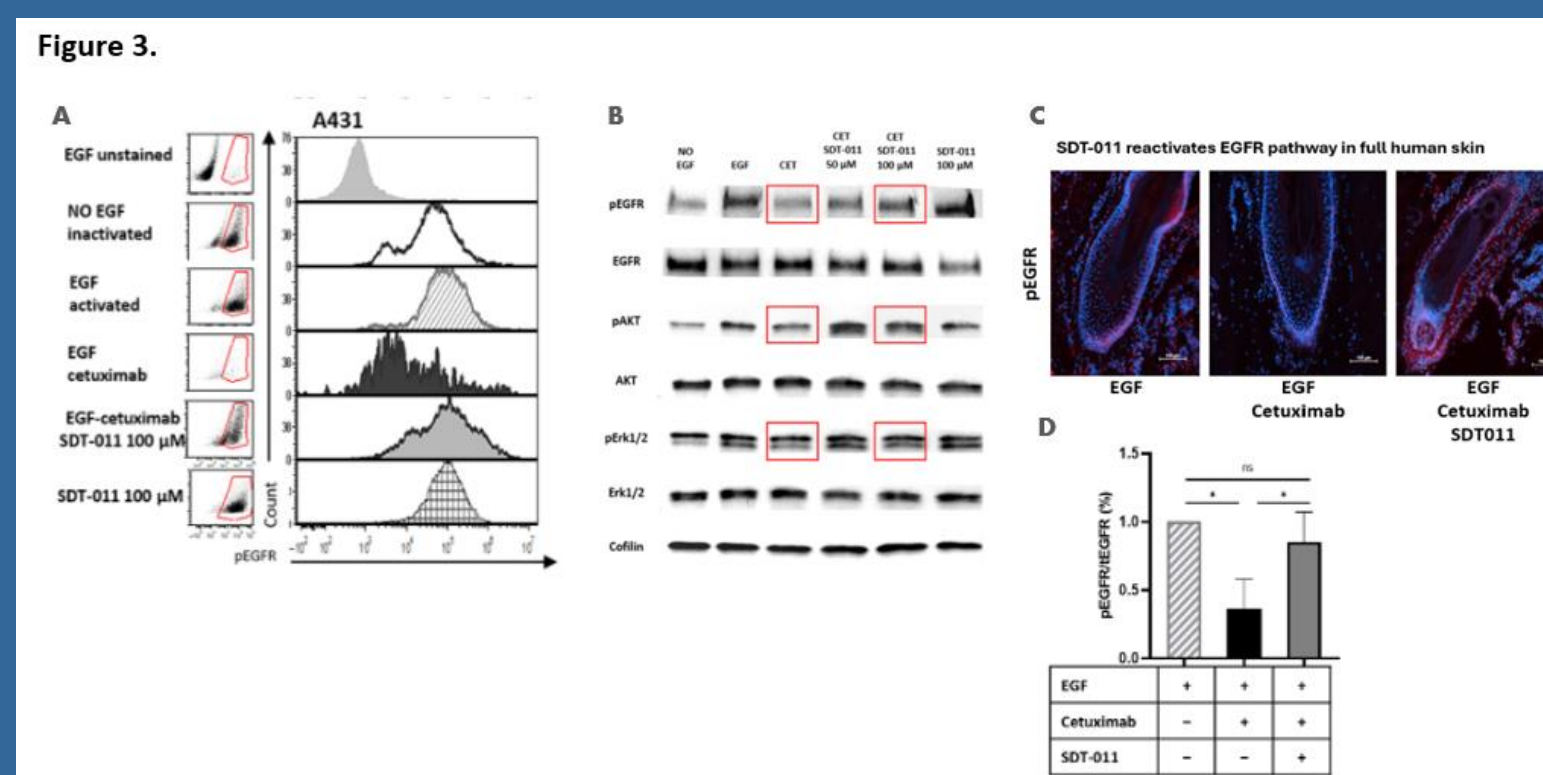 Figure 3.
A
A431
EGF unstained
NO EGF
inactivated
EGF
activated
EGF
cetuximab
EGF-cetuximab
SDT-011 100 µM
SDT-011 100 µM
Count
pEGFR
B
NO
EGF
EGF
CET
CET
SDT-011
50 µM
CET
SDT-011
100 µM
SDT-011
100 µM
pEGFR
EGFR
pAKT
AKT
pErk1/2
Erk1/2
Cofilin
C
SDT-011 reactivates EGFR pathway in full human skin
pEGFR
EGF
EGF
Cetuximab
EGF
Cetuximab
SDT011
D
pEGFR/tEGFR (%)
1.5
1.0
0.5
0.0
ns
*
*
EGF + + +
Cetuximab – + +
SDT-011 – – +